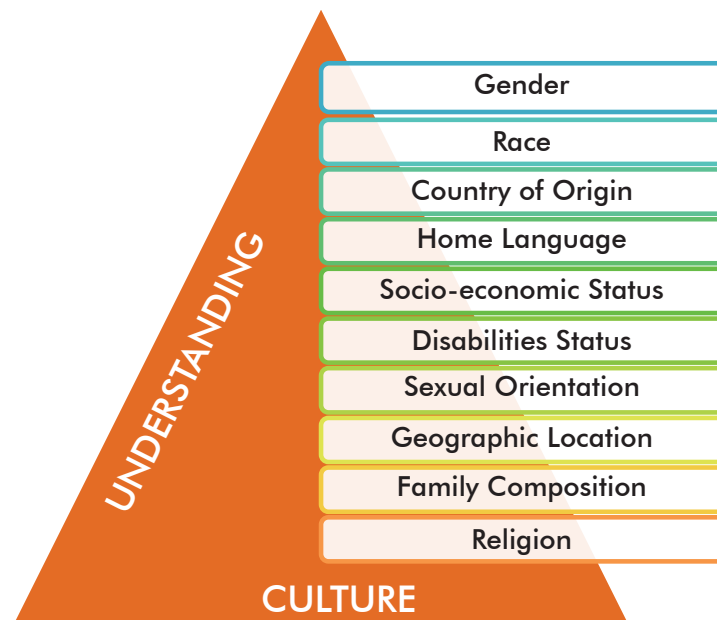 Gender
Race
Country of Origin
Home Language
Socio-economic Status
Disabilities Status
Sexual Orientation
Geographic Location
Family Composition
Religion
UNDERSTANDING
CULTURE